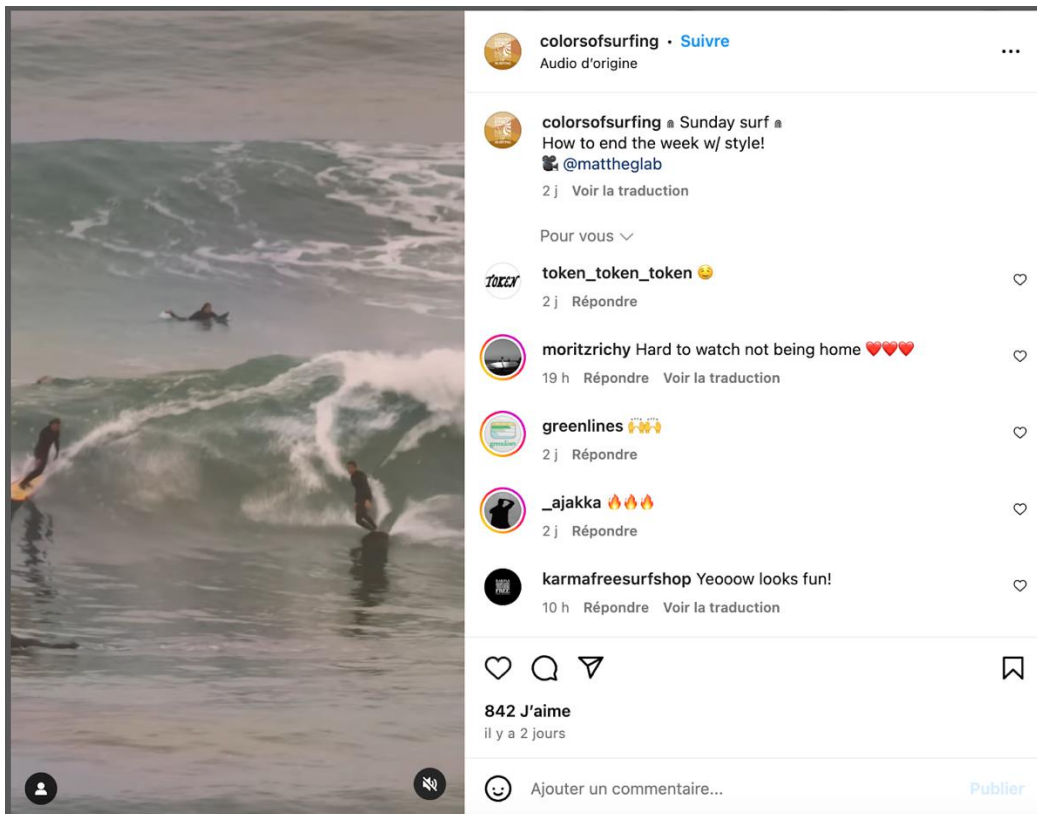 colorsofsurfing • Suivre
Audio d'origine
colorsofsurfing ⋒ Sunday surf ⋒
How to end the week w/ style!
🎥 @mattheglab
2 j Voir la traduction
Pour vous
TOKEN
token_token_token 😌
2 j Répondre
moritzrichy Hard to watch not being home ❤️❤️❤️
19 h Répondre Voir la traduction
greenlines
greenlines 🙌🙌
2 j Répondre
_ajakka 🔥🔥🔥
2 j Répondre
karmafreesurfshop Yeooow looks fun!
10 h Répondre Voir la traduction
842 J'aime
il y a 2 jours
Ajouter un commentaire...
Publier